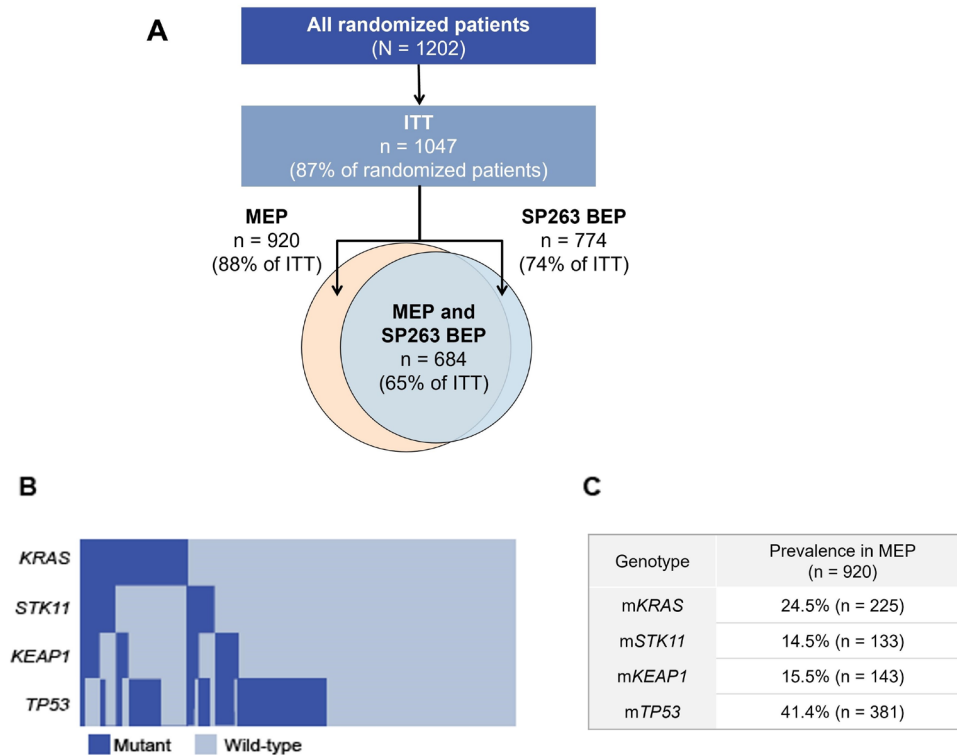 A
All randomized patients
(N = 1202)
ITT
n = 1047
(87% of randomized patients)
MEP
n = 920
(88% of ITT)
SP263 BEP
n = 774
(74% of ITT)
MEP and
SP263 BEP
n = 684
(65% of ITT)
B
KRAS
STK11
KEAP1
TP53
Mutant
Wild-type
C
Genotype
Prevalence in MEP
(n = 920)
mKRAS 24.5% (n = 225)
mSTK11 14.5% (n = 133)
mKEAP1 15.5% (n = 143)
mTP53 41.4% (n = 381)